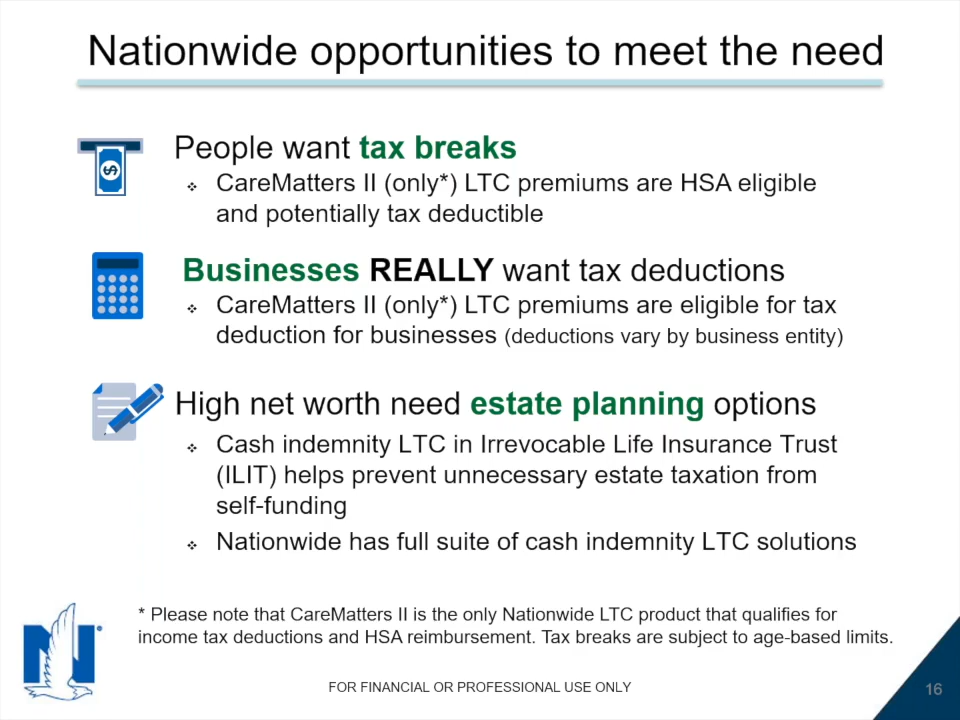 Nationwide opportunities to meet the need
People want tax breaks
❖ CareMatters II (only*) LTC premiums are HSA eligible
and potentially tax deductible
Businesses REALLY want tax deductions
❖ CareMatters II (only*) LTC premiums are eligible for tax
deduction for businesses (deductions vary by business entity)
High net worth need estate planning options
❖ Cash indemnity LTC in Irrevocable Life Insurance Trust
(ILIT) helps prevent unnecessary estate taxation from
self-funding
❖ Nationwide has full suite of cash indemnity LTC solutions
* Please note that CareMatters II is the only Nationwide LTC product that qualifies for
income tax deductions and HSA reimbursement. Tax breaks are subject to age-based limits.
N®
FOR FINANCIAL OR PROFESSIONAL USE ONLY
16